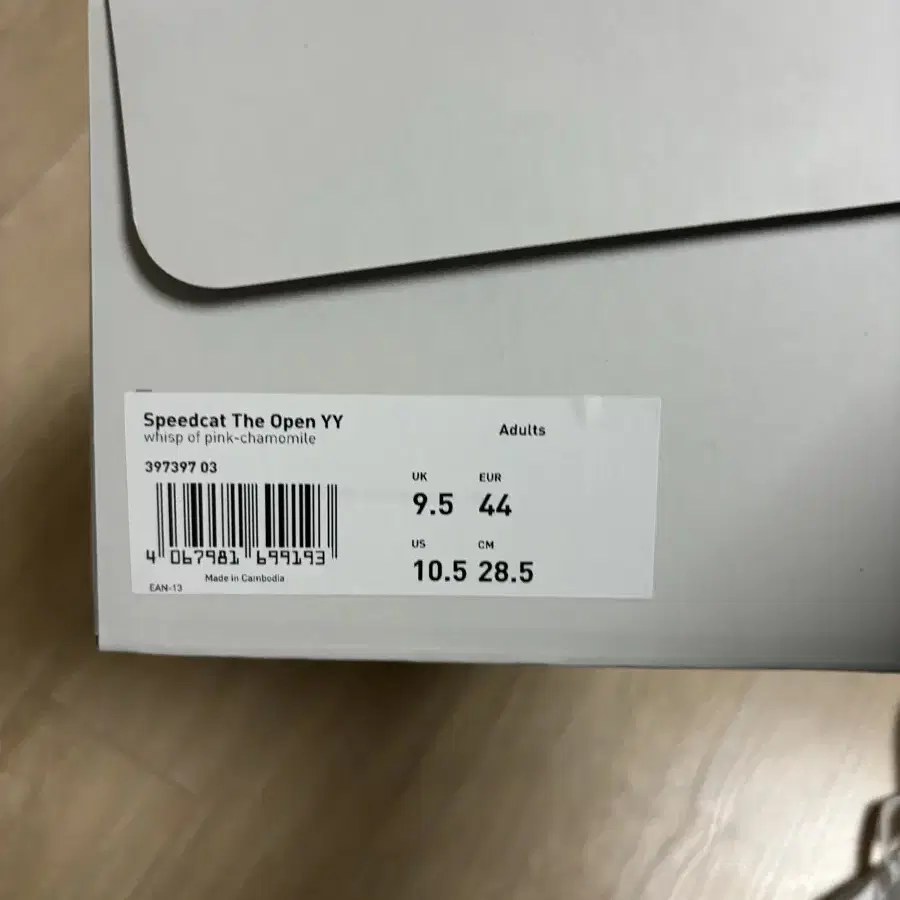 Speedcat The Open YY
whisp of pink-chamomile
397397 03
4 067981 699193
Made in Cambodia
EAN-13
Adults
UK EUR
9.5 44
US CM
10.5 28.5